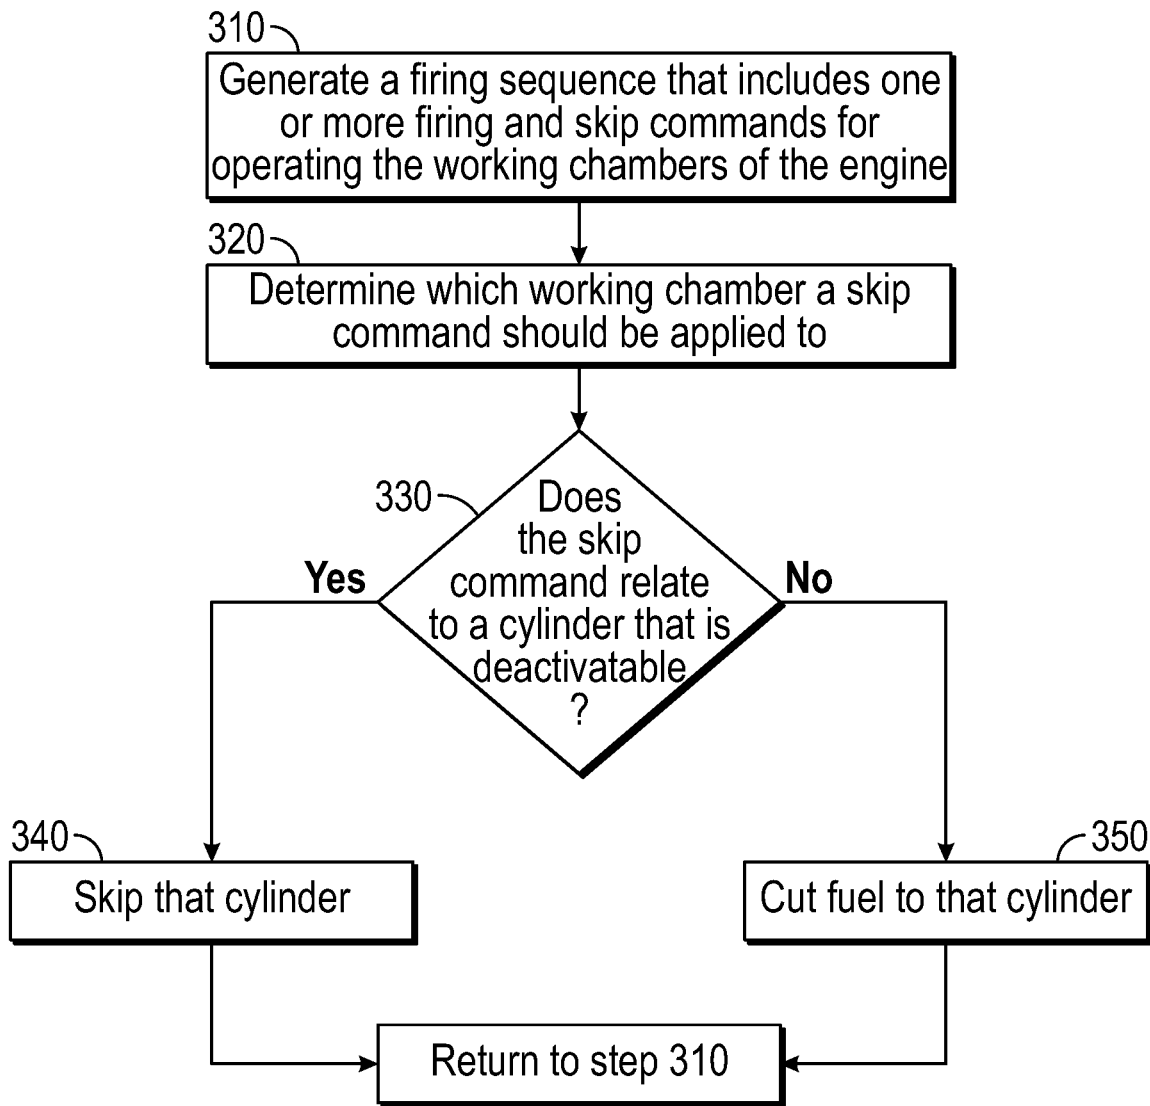 310
Generate a firing sequence that includes one
or more firing and skip commands for
operating the working chambers of the engine
320
Determine which working chamber a skip
command should be applied to
330
Does
the skip
command relate
to a cylinder that is
deactivatable
?
Yes
No
340
Skip that cylinder
350
Cut fuel to that cylinder
Return to step 310